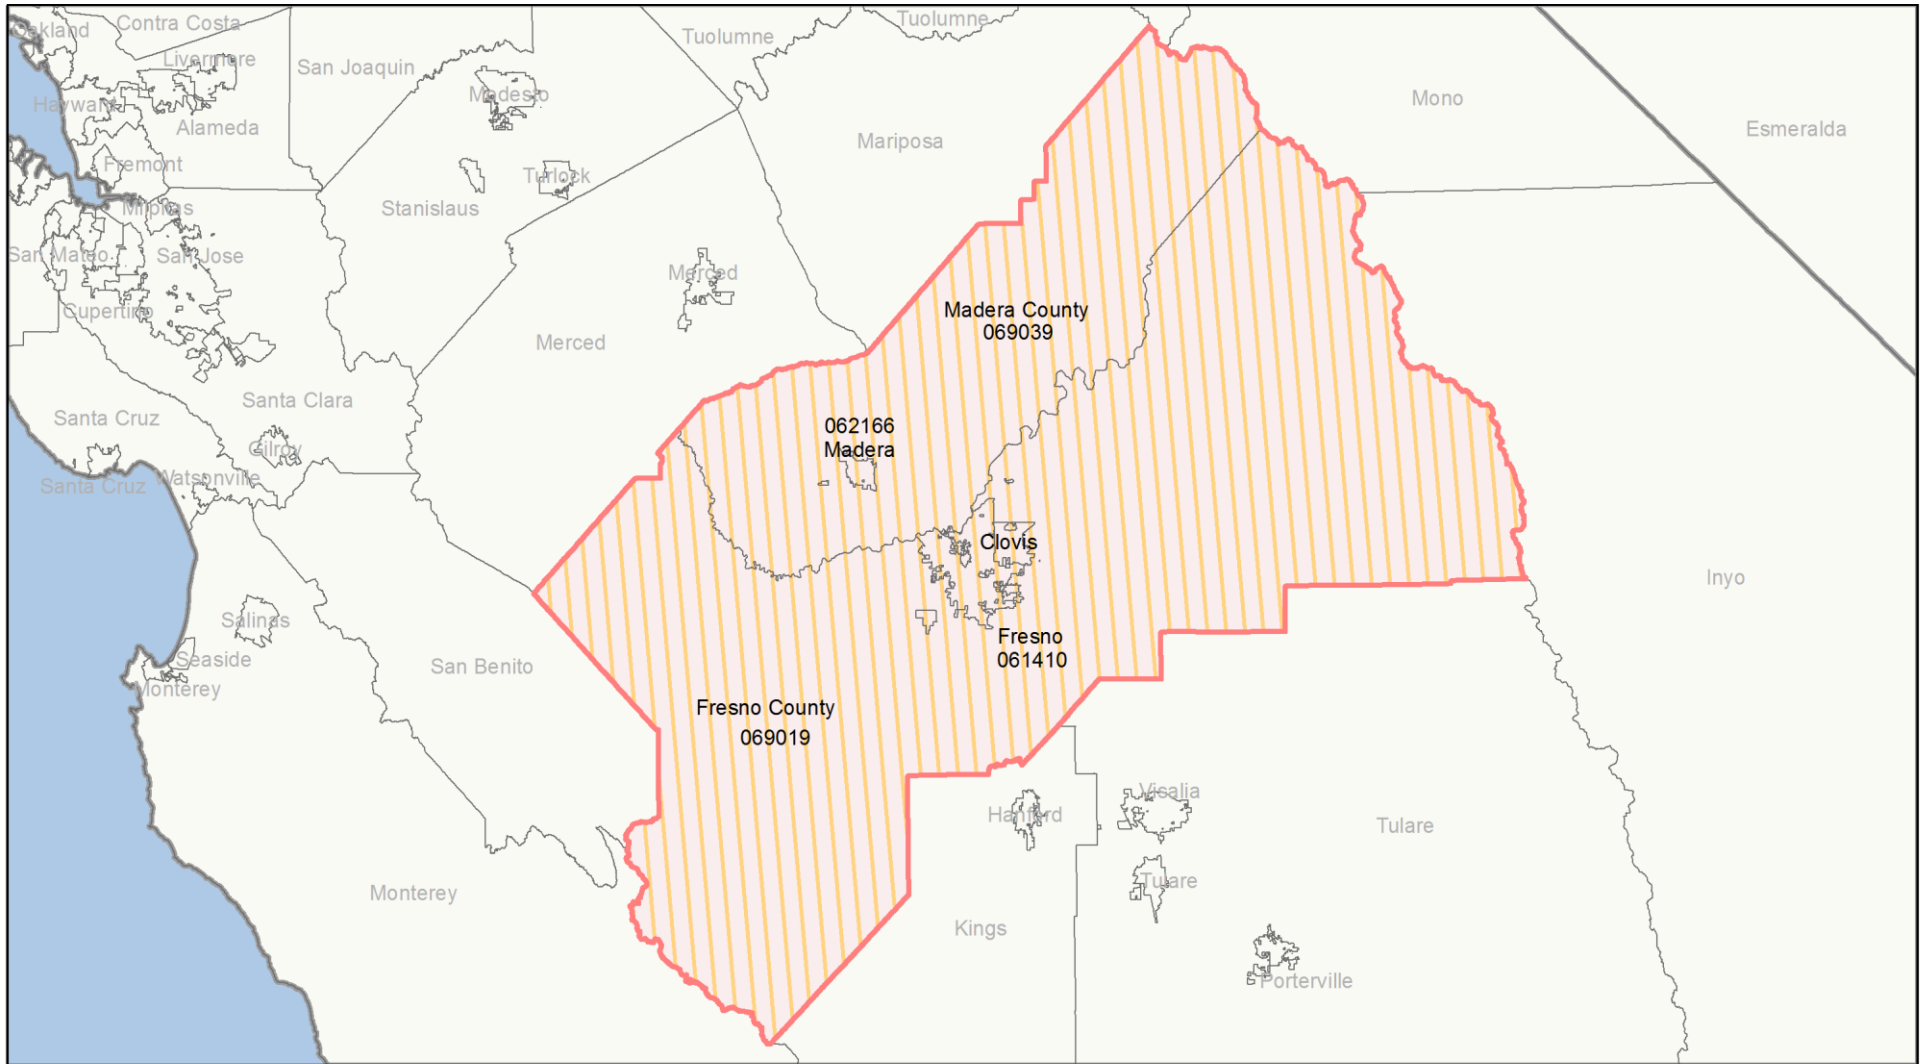 Oakland
Contra Costa
Tuolumne
Tuolumne
Livermore
San Joaquin
Modesto
Mono
Hayward
Alameda
Mariposa
Esmeralda
Fremont
Turlock
Milpitas
Stanislaus
San Mateo
San Jose
Merced
Cupertino
Madera County
069039
Merced
Santa Clara
Santa Cruz
062166
Madera
Gilroy
Watsonville
Santa Cruz
Clovis
Inyo
Salinas
Fresno
061410
Seaside
San Benito
Monterey
Fresno County
069019
Visalia
Hanford
Tulare
Tulare
Monterey
Kings
Porterville